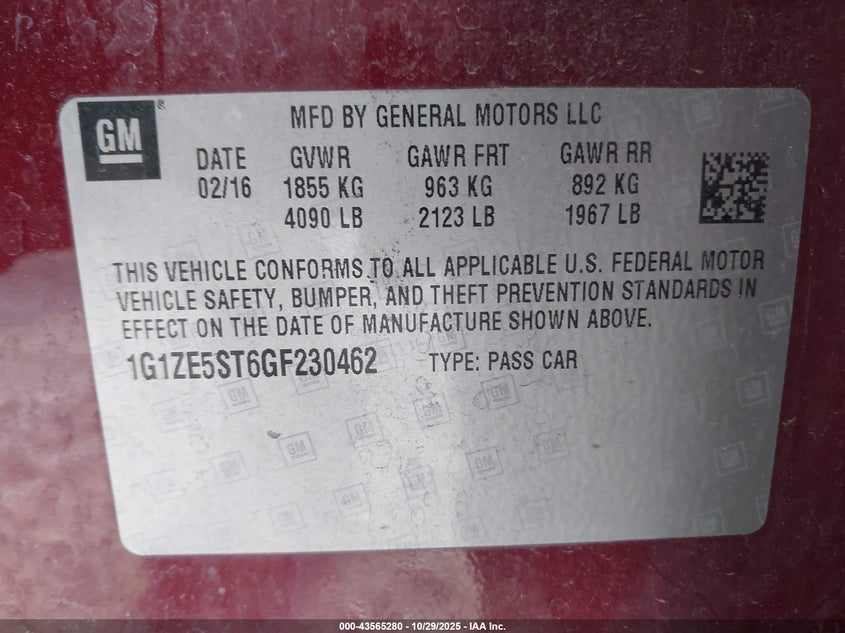 GM
®
MFD BY GENERAL MOTORS LLC
DATE GVWR GAWR FRT GAWR RR
02/16 1855 KG 963 KG 892 KG
4090 LB 2123 LB 1967 LB
THIS VEHICLE CONFORMS TO ALL APPLICABLE U.S. FEDERAL MOTOR
VEHICLE SAFETY, BUMPER, AND THEFT PREVENTION STANDARDS IN
EFFECT ON THE DATE OF MANUFACTURE SHOWN ABOVE.
1G1ZE5ST6GF230462 TYPE: PASS CAR
000-43565280 - 10/29/2025 - IAA Inc.